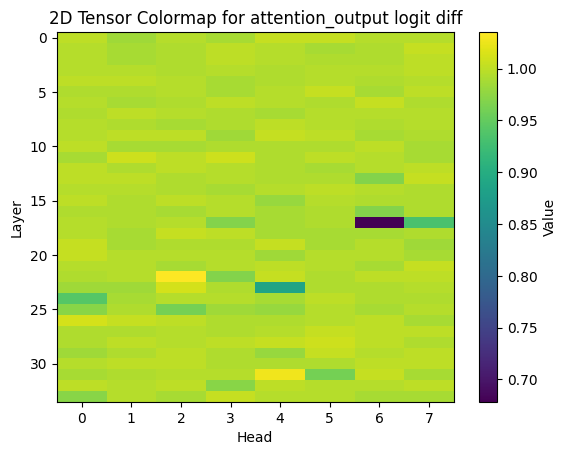 2D Tensor Colormap for attention_output logit diff
0
5
10
15
20
25
30
Layer
0 1 2 3 4 5 6 7
Head
1.00
0.95
0.90
0.85
0.80
0.75
0.70
Value